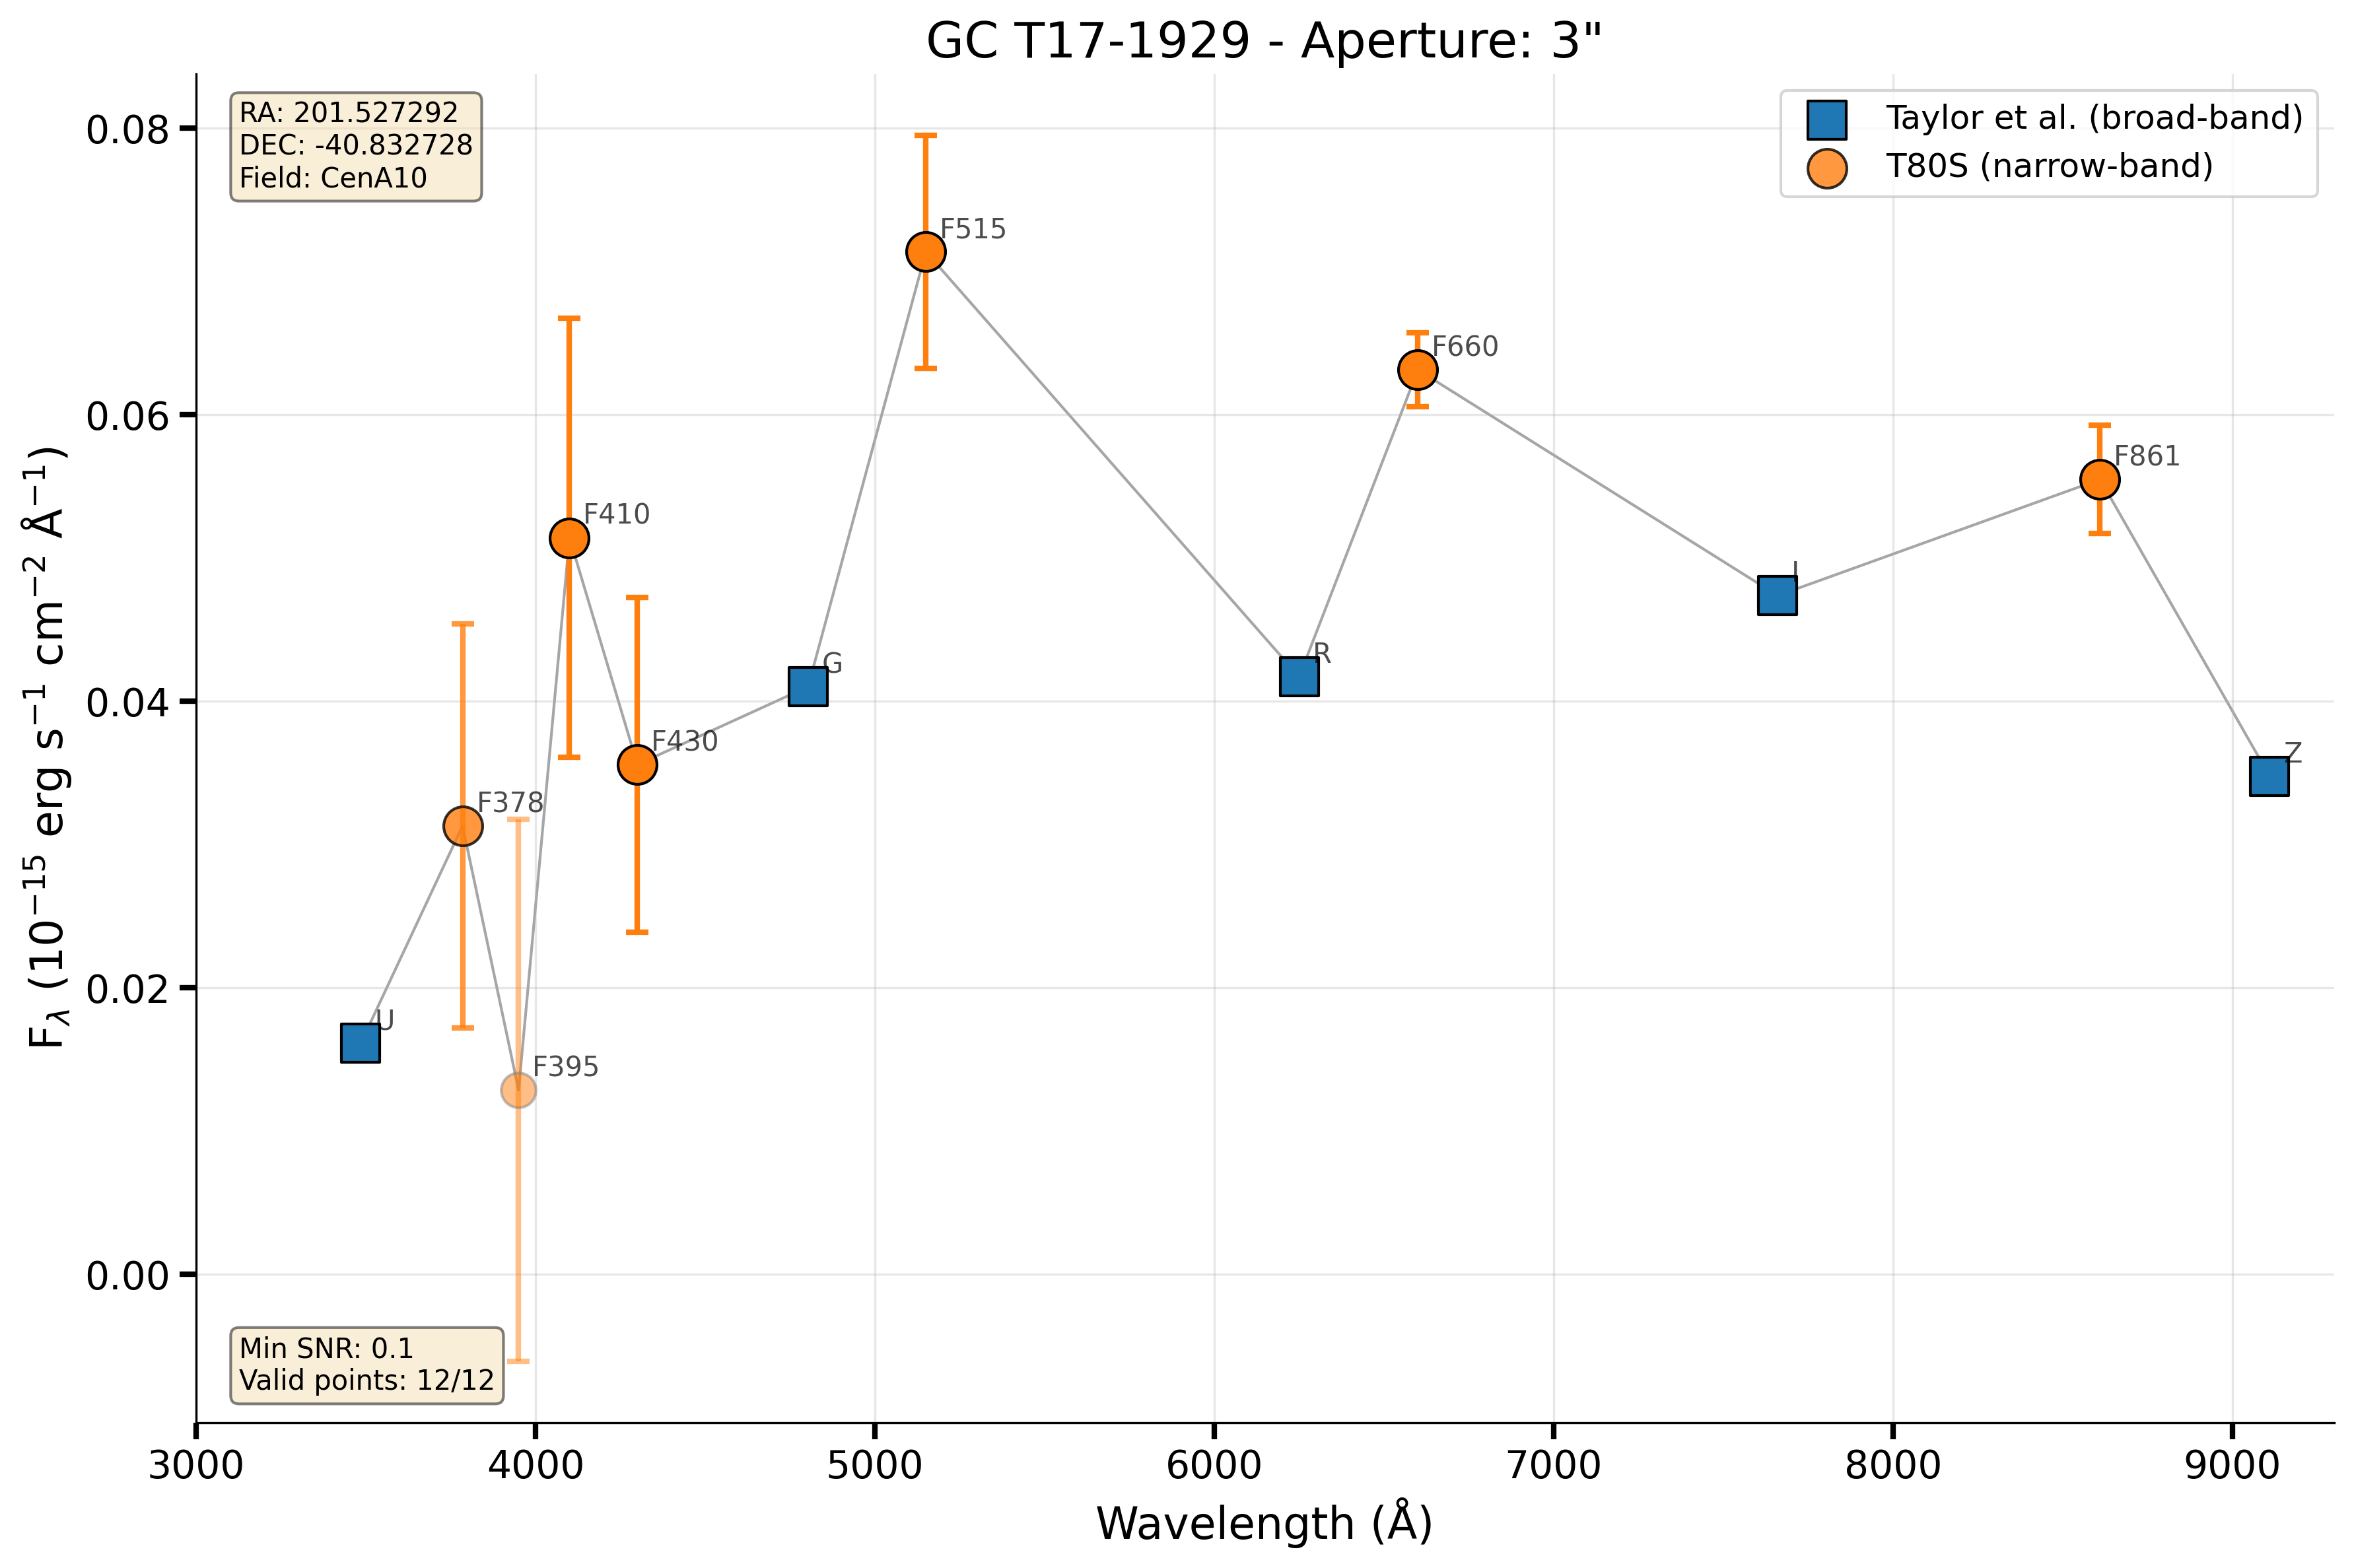 GC T17-1929 - Aperture: 3"
RA: 201.527292
DEC: -40.832728
Field: CenA10
Taylor et al. (broad-band)
T80S (narrow-band)
0.08
0.06
0.04
0.02
0.00
F515
F660
F861
F410
I
G
R
F430
Z
F378
U
F395
Min SNR: 0.1
Valid points: 12/12
3000 4000 5000 6000 7000 8000 9000
Wavelength (Å)
Fλ (10⁻¹⁵ erg s⁻¹ cm⁻² Å⁻¹)